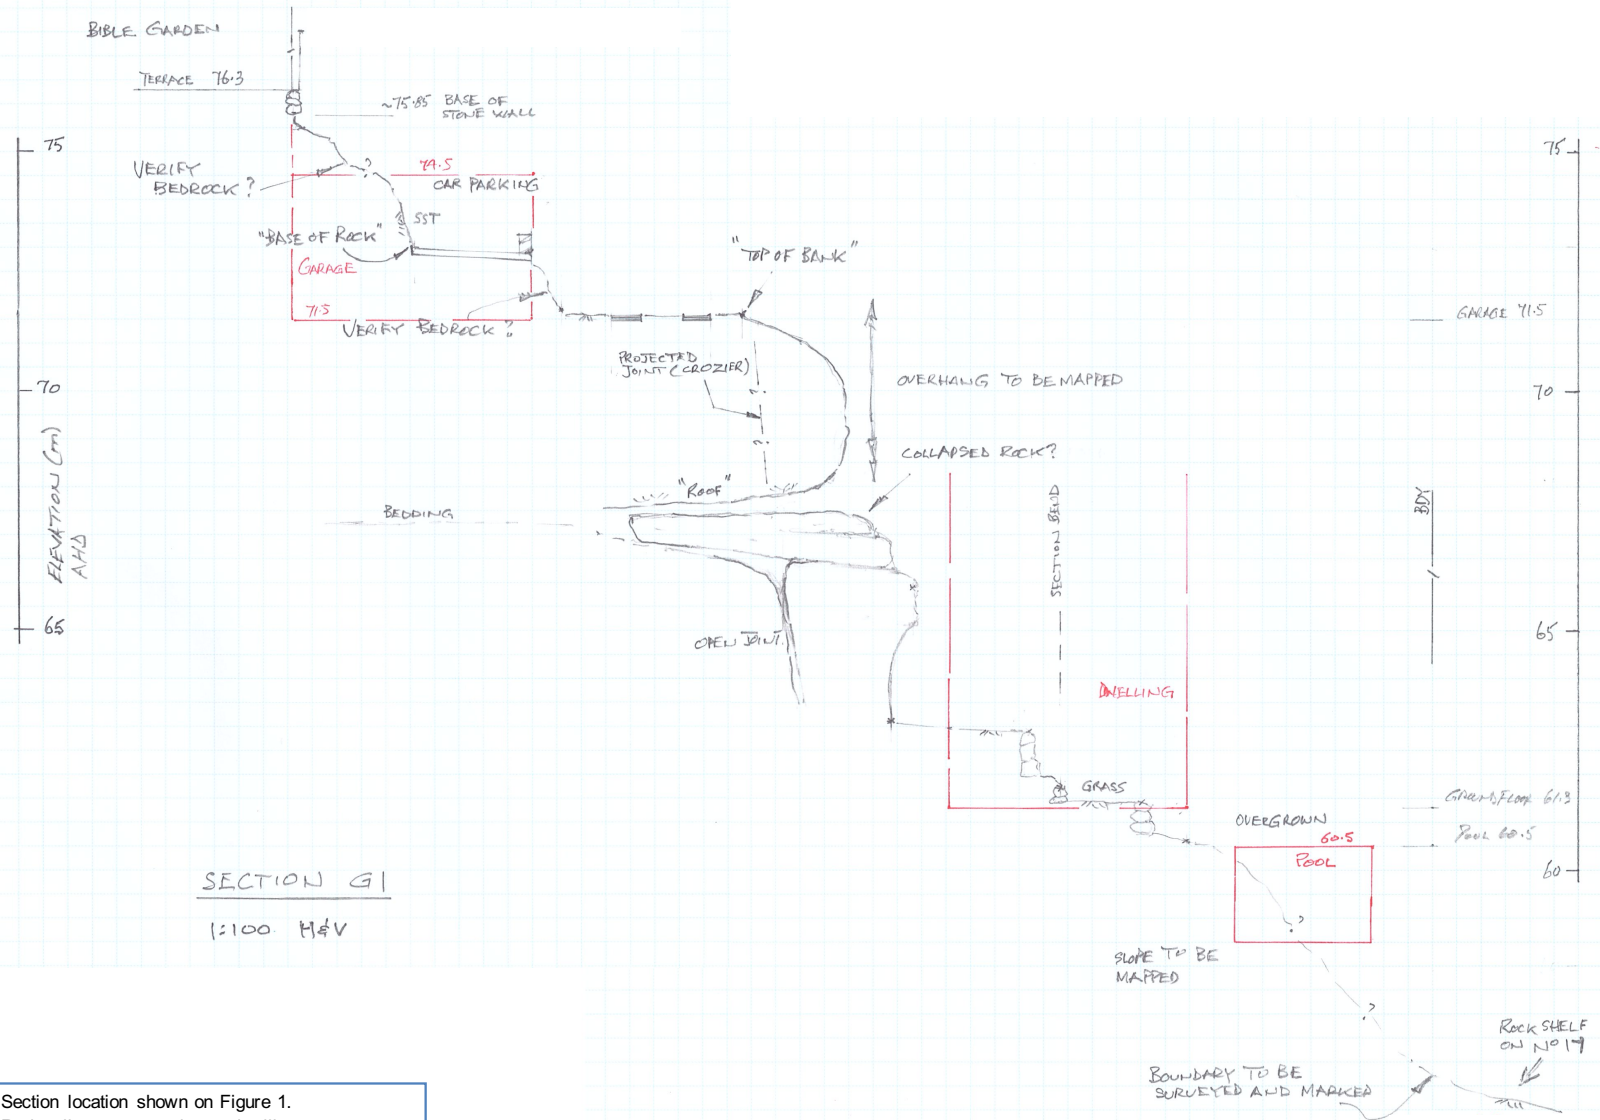 BIBLE GARDEN
TERRACE 76.3
~75.85 BASE OF
STONE WALL
75
75
VERIFY
BEDROCK?
?
74.5
CAR PARKING
SST
"BASE OF ROCK"
GARAGE
71.5
VERIFY BEDROCK?
"TOP OF BANK"
GARAGE 71.5
PROJECTED
JOINT (CROZIER)
?
?
OVERHANG TO BE MAPPED
70
70
ELEVATION (m)
AHD
COLLAPSED ROCK?
"ROOF"
BEDDING
SECTION BEND
BDY
65
65
OPEN JOINT
DWELLING
GRASS
GROUND FLOOR 61.3
OVERGROWN
60.5
POOL 60.5
POOL
60
SECTION G1
1:100 H&V
?
SLOPE TO BE
MAPPED
?
ROCK SHELF
ON Nº 17
BOUNDARY TO BE
SURVEYED AND MARKED
Section location shown on Figure 1.